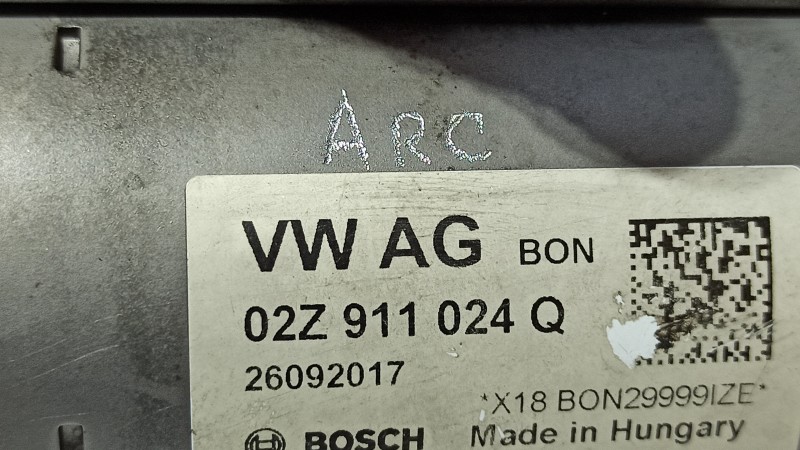 ARC
VW AG BON
02Z 911 024 Q
26092017
*X18 BON29999IZE*
BOSCH Made in Hungary